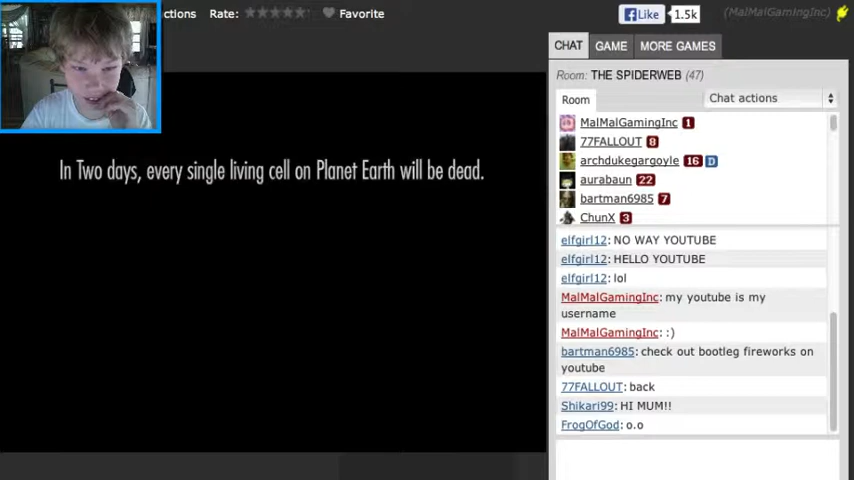 ctions Rate: Favorite Like 1.5k (MalMalGamingInc)
CHAT GAME MORE GAMES
Room: THE SPIDERWEB (47)
Room Chat actions
MalMalGamingInc 1
77FALLOUT 8
archdukegargoyle 16 D
aurabaun 22
bartman6985 7
ChunX 3
In Two days, every single living cell on Planet Earth will be dead.
elfgirl12: NO WAY YOUTUBE
elfgirl12: HELLO YOUTUBE
elfgirl12: lol
MalMalGamingInc: my youtube is my
username
MalMalGamingInc: :)
bartman6985: check out bootleg fireworks on
youtube
77FALLOUT: back
Shikari99: HI MUM!!
FrogOfGod: o.o